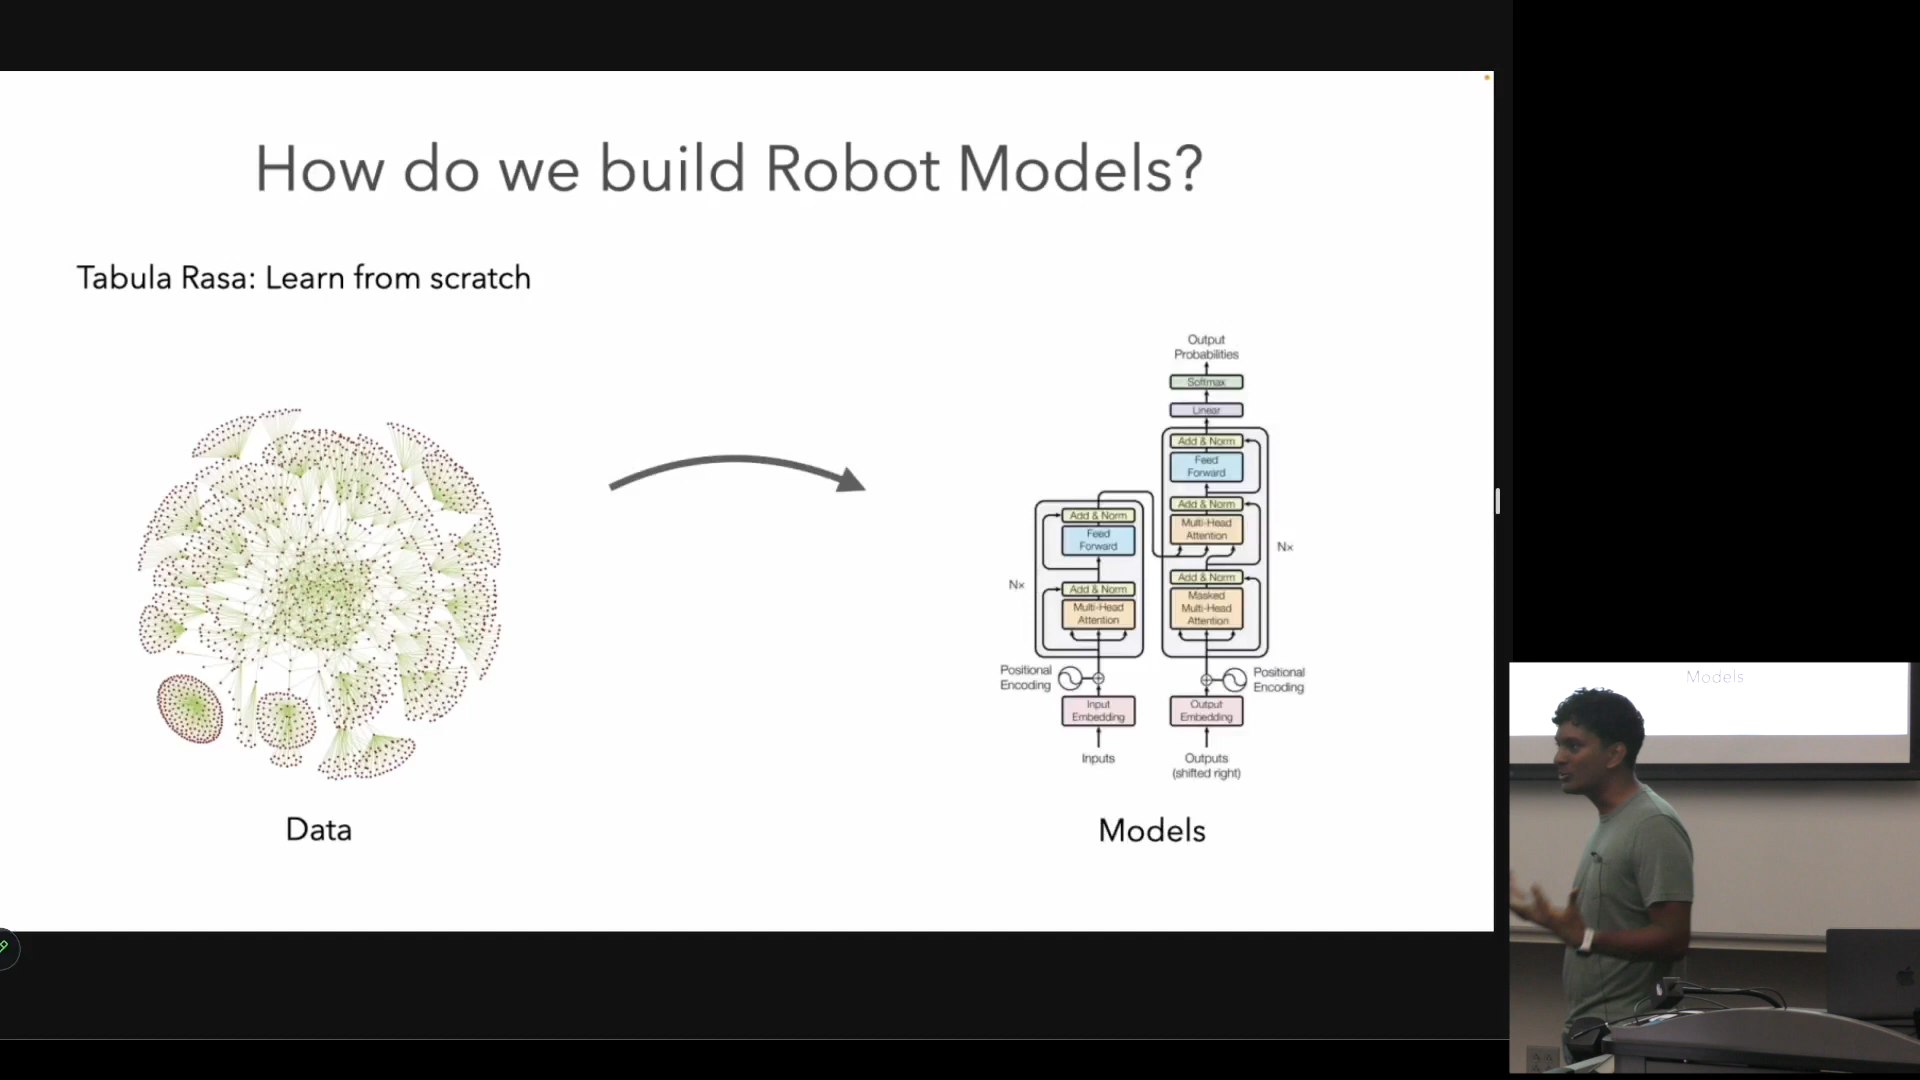 How do we build Robot Models?
Tabula Rasa: Learn from scratch
Output
Probabilities
Softmax
Linear
Add & Norm
Feed
Forward
Add & Norm
Multi-Head
Attention
Nx
Add & Norm
Masked
Multi-Head
Attention
Add & Norm
Feed
Forward
Nx
Add & Norm
Multi-Head
Attention
Positional
Encoding
Positional
Encoding
Input
Embedding
Output
Embedding
Inputs
Outputs
(shifted right)
Data
Models
Models